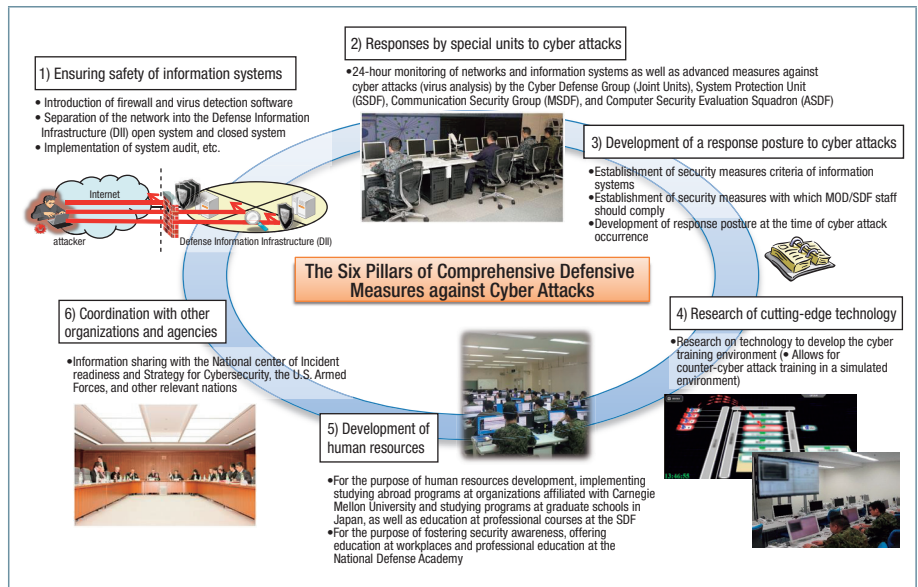 1) Ensuring safety of information systems
• Introduction of firewall and virus detection software
• Separation of the network into the Defense Information
Infrastructure (DII) open system and closed system
• Implementation of system audit, etc.
Internet
attacker
Defense Information Infrastructure (DII)
2) Responses by special units to cyber attacks
•24-hour monitoring of networks and information systems as well as advanced measures against
cyber attacks (virus analysis) by the Cyber Defense Group (Joint Units), System Protection Unit
(GSDF), Communication Security Group (MSDF), and Computer Security Evaluation Squadron (ASDF)
3) Development of a response posture to cyber attacks
•Establishment of security measures criteria of information
systems
•Establishment of security measures with which MOD/SDF staff
should comply
•Development of response posture at the time of cyber attack
occurrence
The Six Pillars of Comprehensive Defensive
Measures against Cyber Attacks
4) Research of cutting-edge technology
•Research on technology to develop the cyber
training environment (• Allows for
counter-cyber attack training in a simulated
environment)
13:46:55
5) Development of
human resources
•For the purpose of human resources development, implementing
studying abroad programs at organizations affiliated with Carnegie
Mellon University and studying programs at graduate schools in
Japan, as well as education at professional courses at the SDF
•For the purpose of fostering security awareness, offering
education at workplaces and professional education at the
National Defense Academy
6) Coordination with other
organizations and agencies
•Information sharing with the National center of Incident
readiness and Strategy for Cybersecurity, the U.S. Armed
Forces, and other relevant nations